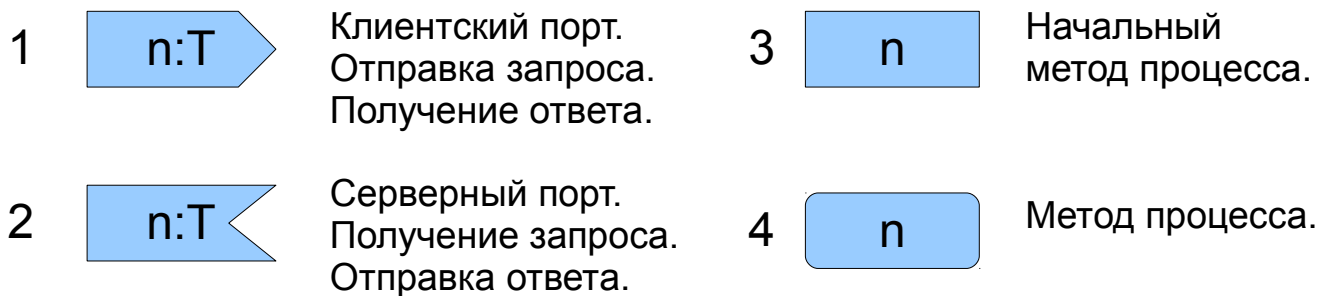 1
n:T
Клиентский порт.
Отправка запроса.
Получение ответа.
2
n:T
Серверный порт.
Получение запроса.
Отправка ответа.
3
n
Начальный
метод процесса.
4
n
Метод процесса.